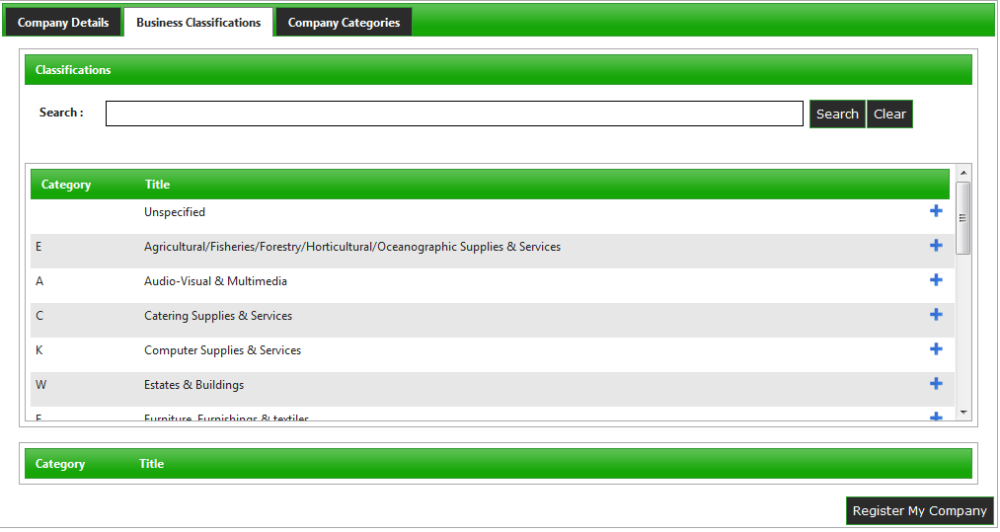 Company Details Business Classifications Company Categories
Classifications
Search : Search Clear
Category Title
Unspecified
E Agricultural/Fisheries/Forestry/Horticultural/Oceanographic Supplies & Services
A Audio-Visual & Multimedia
C Catering Supplies & Services
K Computer Supplies & Services
W Estates & Buildings
F Furniture, Furnishings & textiles
Category Title
Register My Company